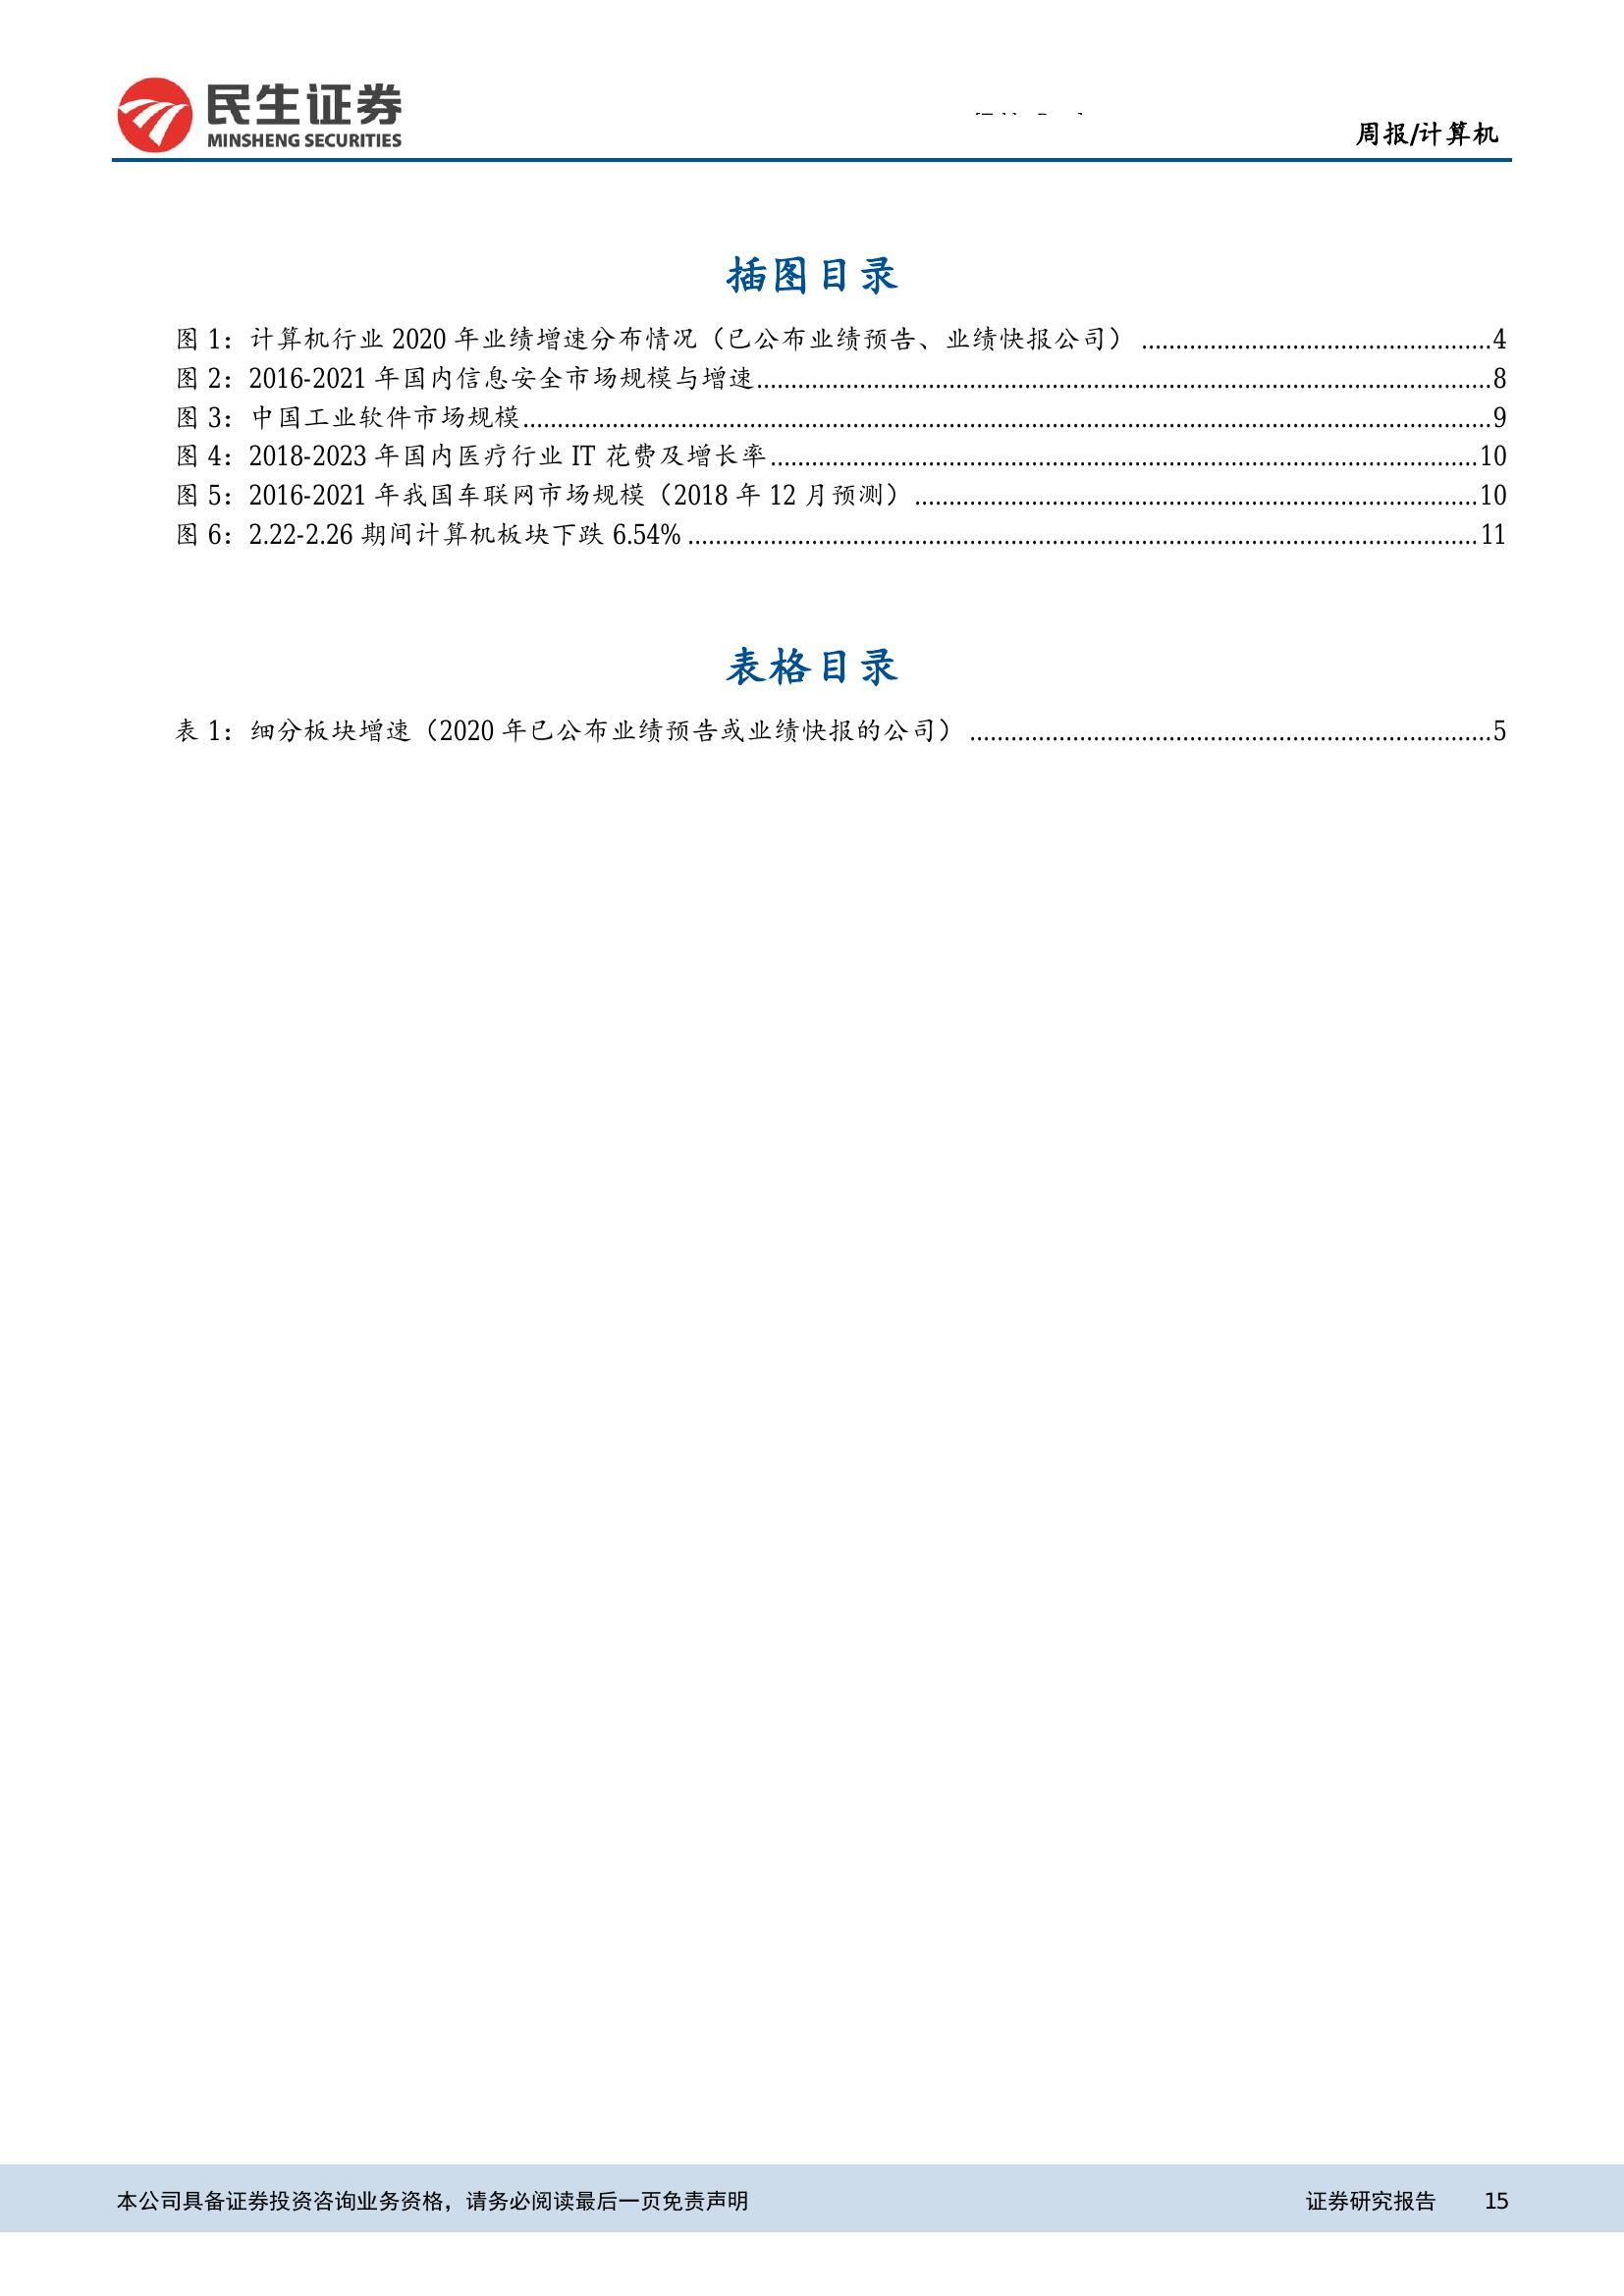 民生证券
MINSHENG SECURITIES
周报/计算机
插图目录
图 1：计算机行业 2020 年业绩增速分布情况（已公布业绩预告、业绩快报公司） ....................................................4
图 2：2016-2021 年国内信息安全市场规模与增速...........................................................................................................8
图 3：中国工业软件市场规模.............................................................................................................................................9
图 4：2018-2023 年国内医疗行业 IT 花费及增长率.......................................................................................................10
图 5：2016-2021 年我国车联网市场规模（2018 年 12 月预测）..................................................................................10
图 6：2.22-2.26 期间计算机板块下跌 6.54% ...................................................................................................................11
表格目录
表 1：细分板块增速（2020 年已公布业绩预告或业绩快报的公司） ............................................................................5
本公司具备证券投资咨询业务资格，请务必阅读最后一页免责声明
证券研究报告 15